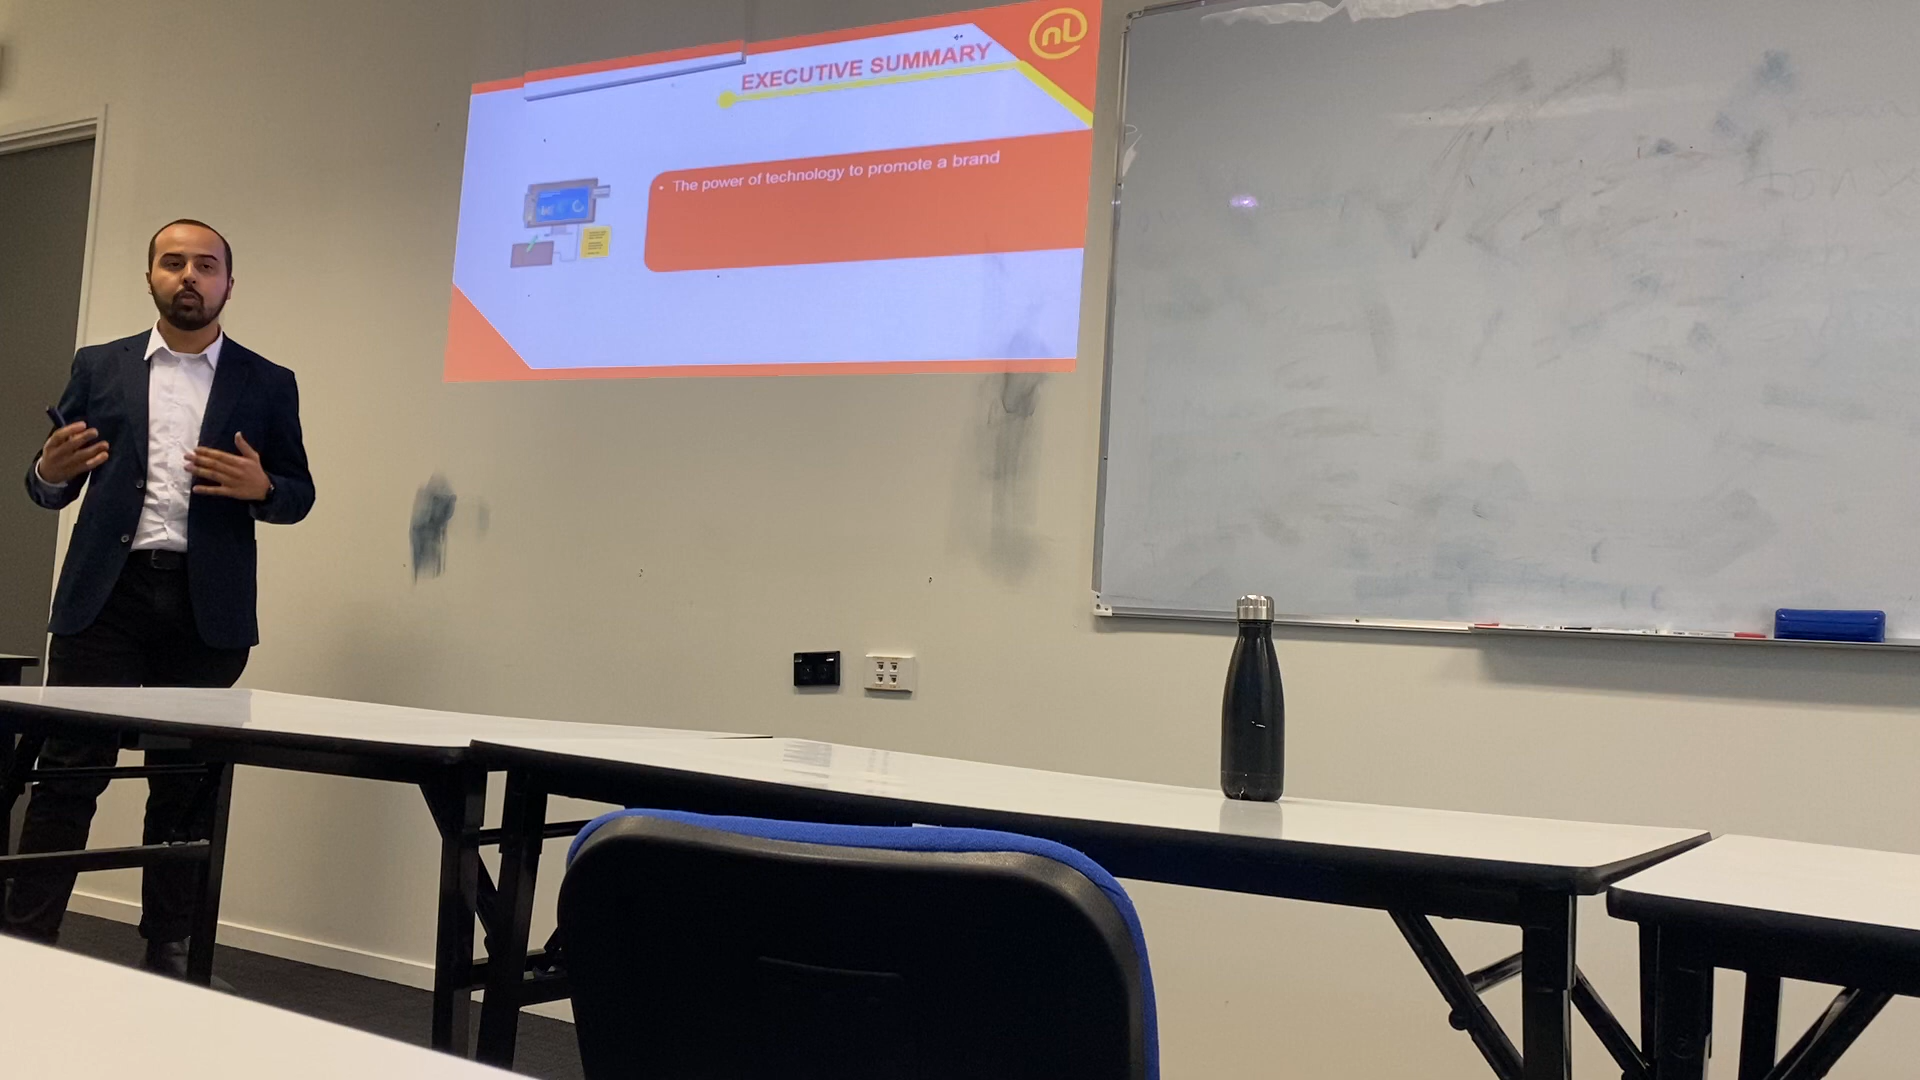 nL
EXECUTIVE SUMMARY
• The power of technology to promote a brand